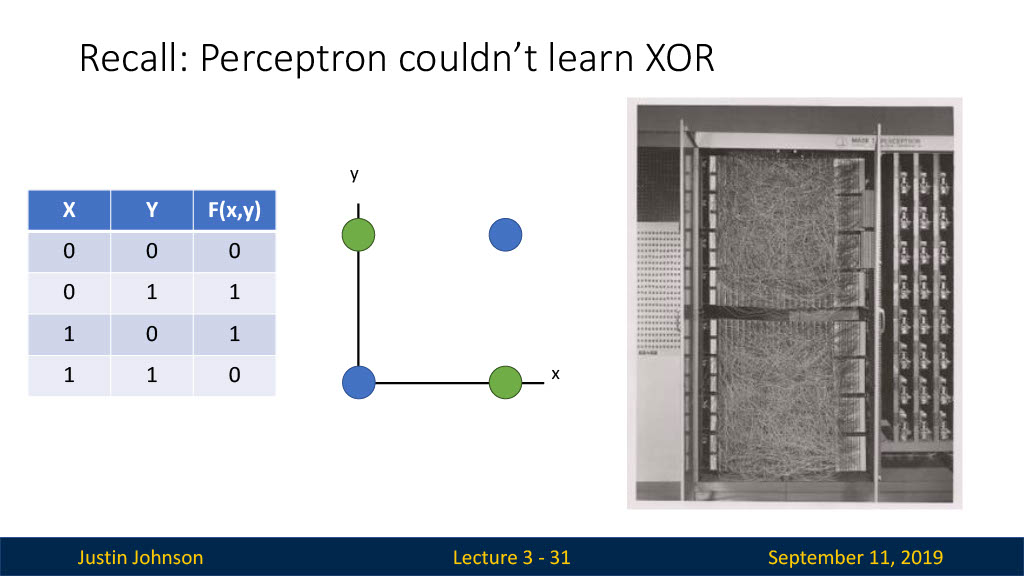 Recall: Perceptron couldn't learn XOR
X Y F(x,y)
0 0 0
0 1 1
1 0 1
1 1 0
y
x
MARK I PERCEPTRON
Justin Johnson Lecture 3 - 31 September 11, 2019